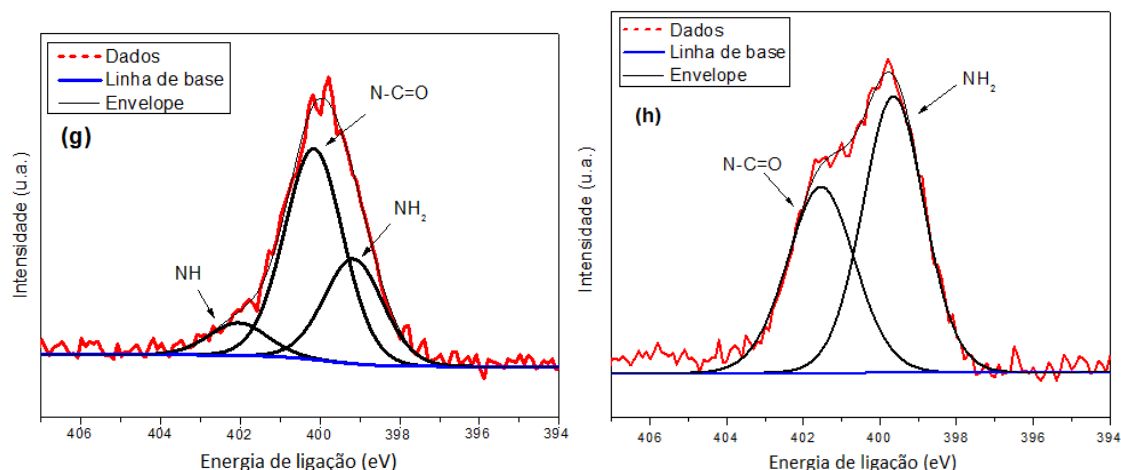 Dados
Linha de base
Envelope
(g)
N-C=O
NH₂
NH
Intensidade (u.a.)
406 404 402 400 398 396 394
Energia de ligação (eV)
Dados
Linha de base
Envelope
(h)
NH₂
N-C=O
Intensidade (u.a.)
406 404 402 400 398 396 394
Energia de ligação (eV)